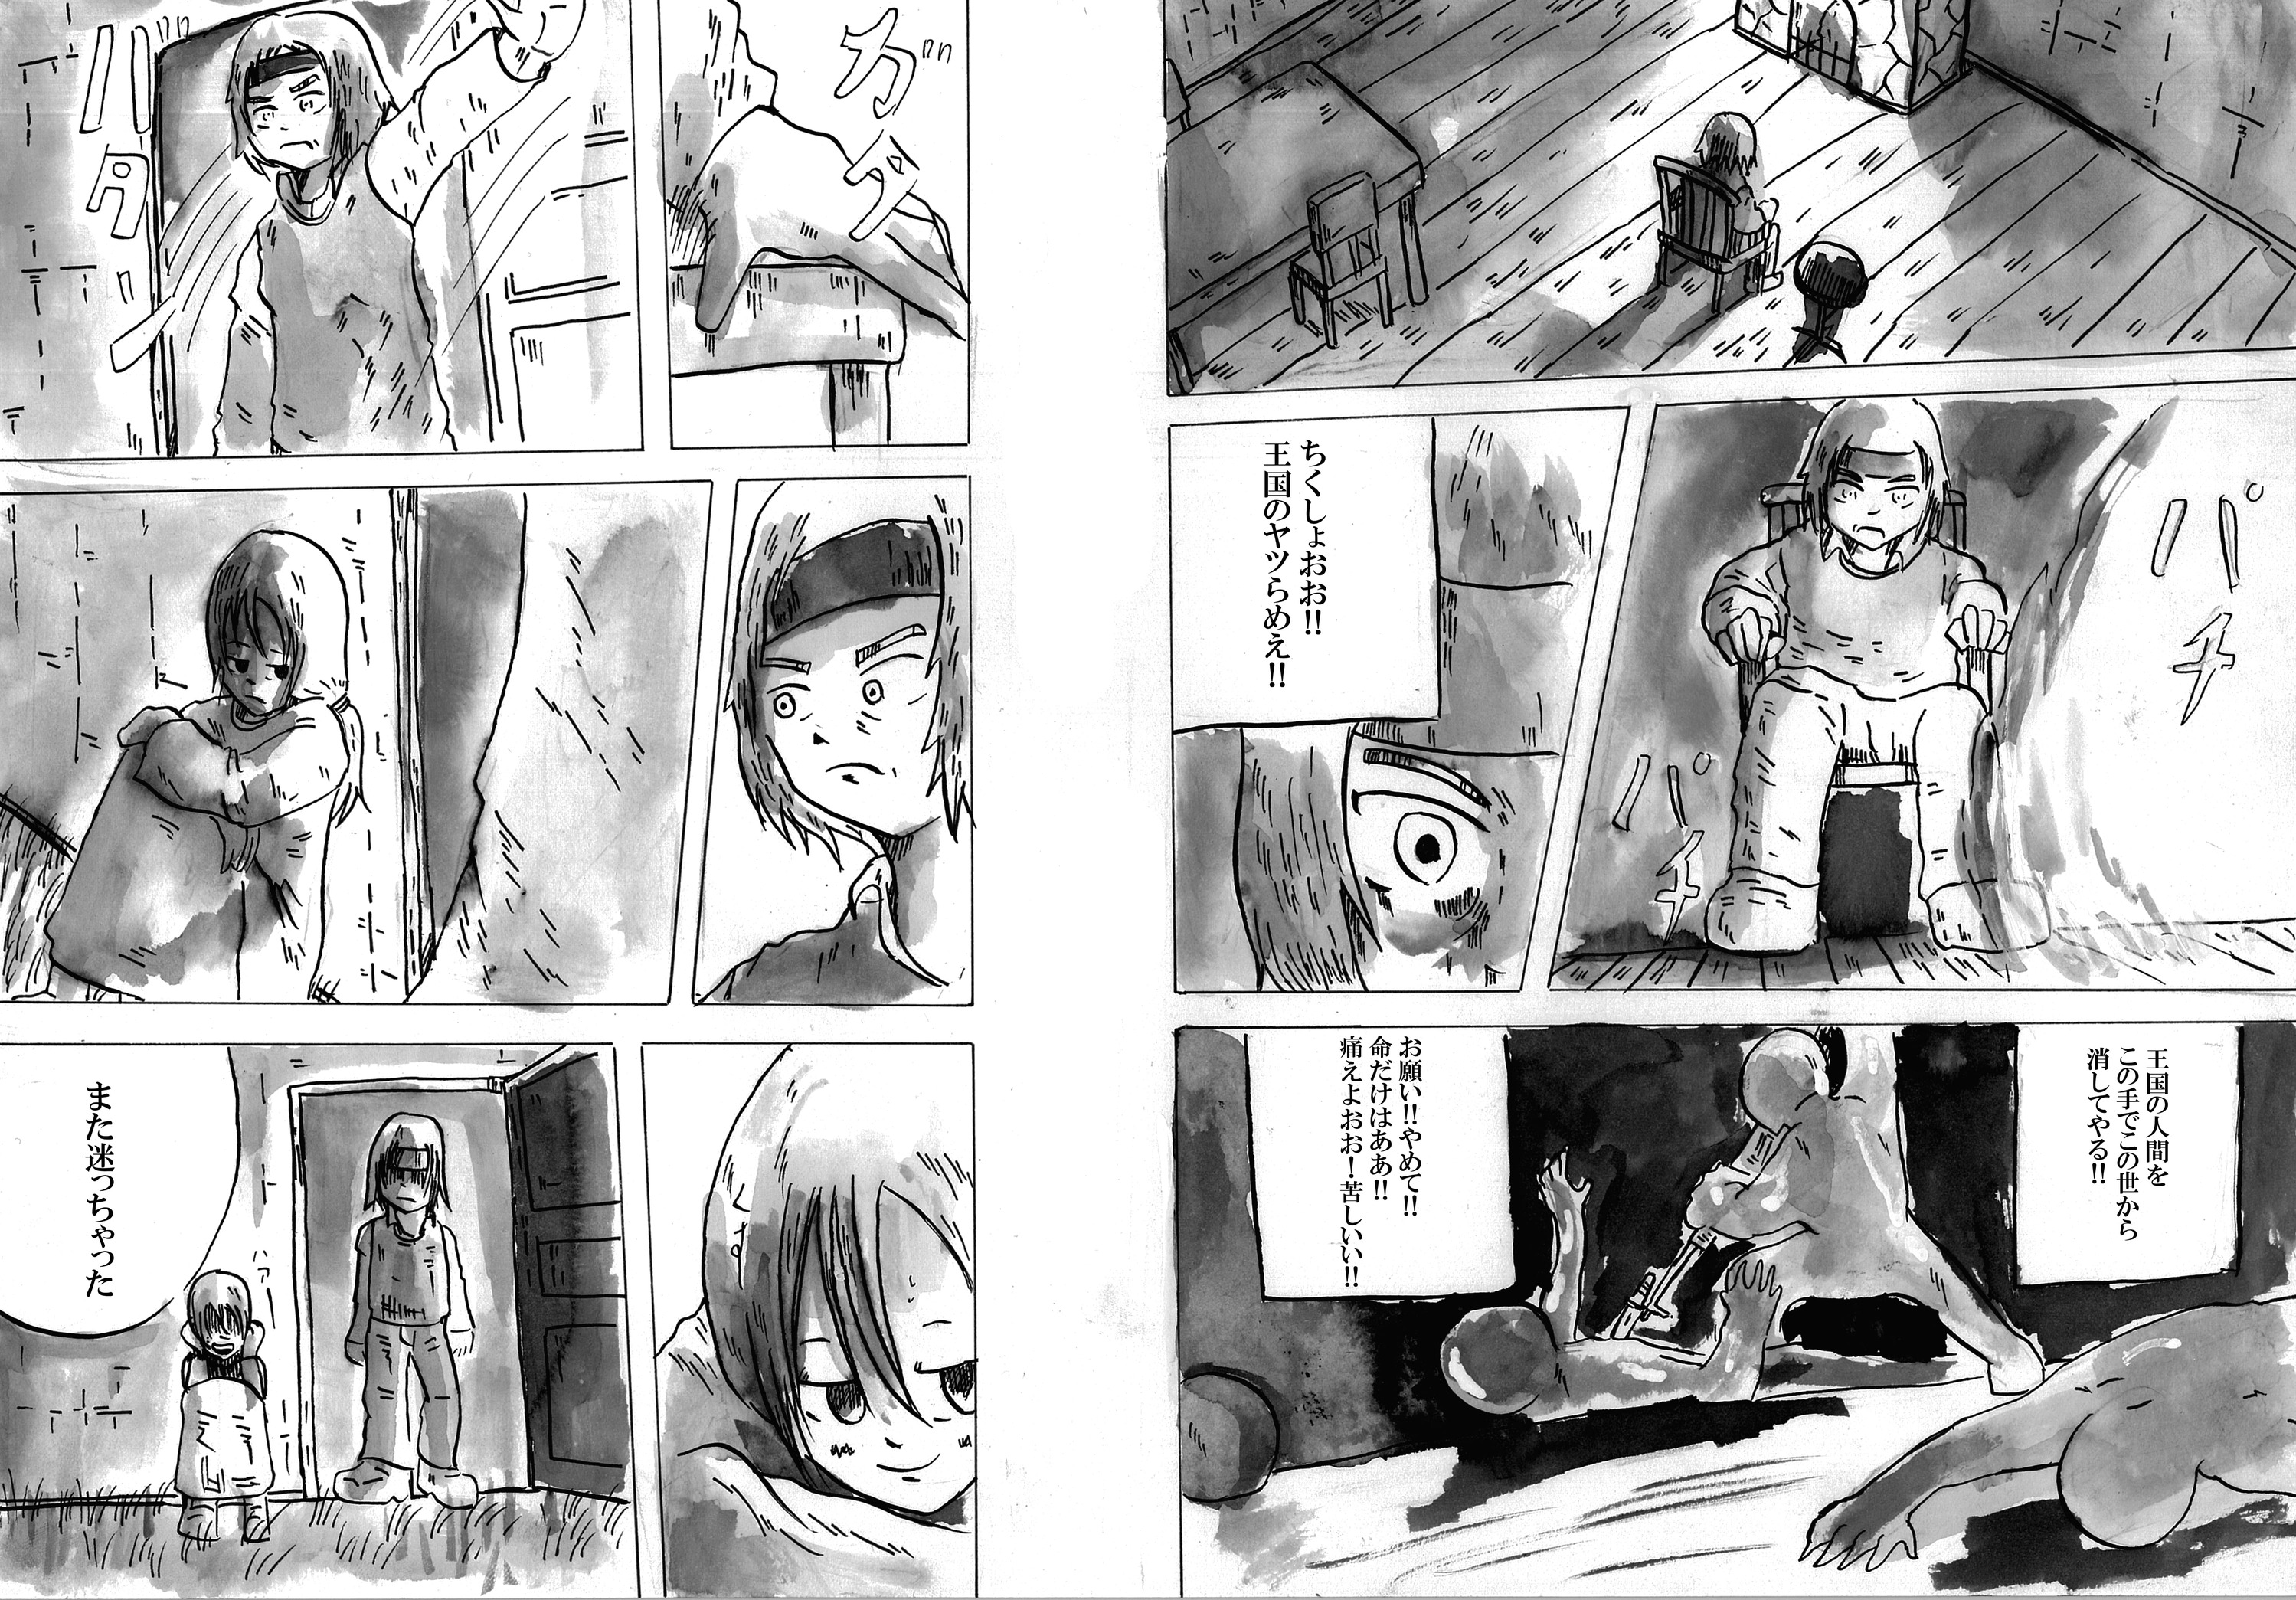 パチ
パチ
ちくしょおお!!
王国のヤツらめえ!!
王国の人間を
この手でこの世から
消してやる!!
お願い!!やめて!!
命だけはああ!!
痛えよおお!苦しいい!!
ガタ
バターン
また迷っちゃった